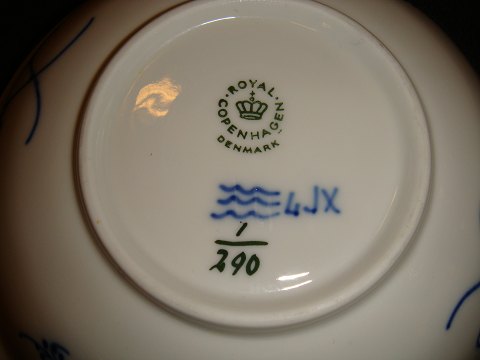 ROYAL
COPENHAGEN
DENMARK
4JX
1
290